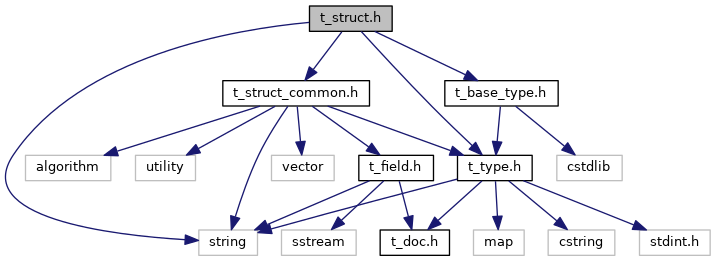 t_struct.h
t_struct_common.h
t_base_type.h
algorithm
utility
vector
t_field.h
t_type.h
cstdlib
string
sstream
t_doc.h
map
cstring
stdint.h